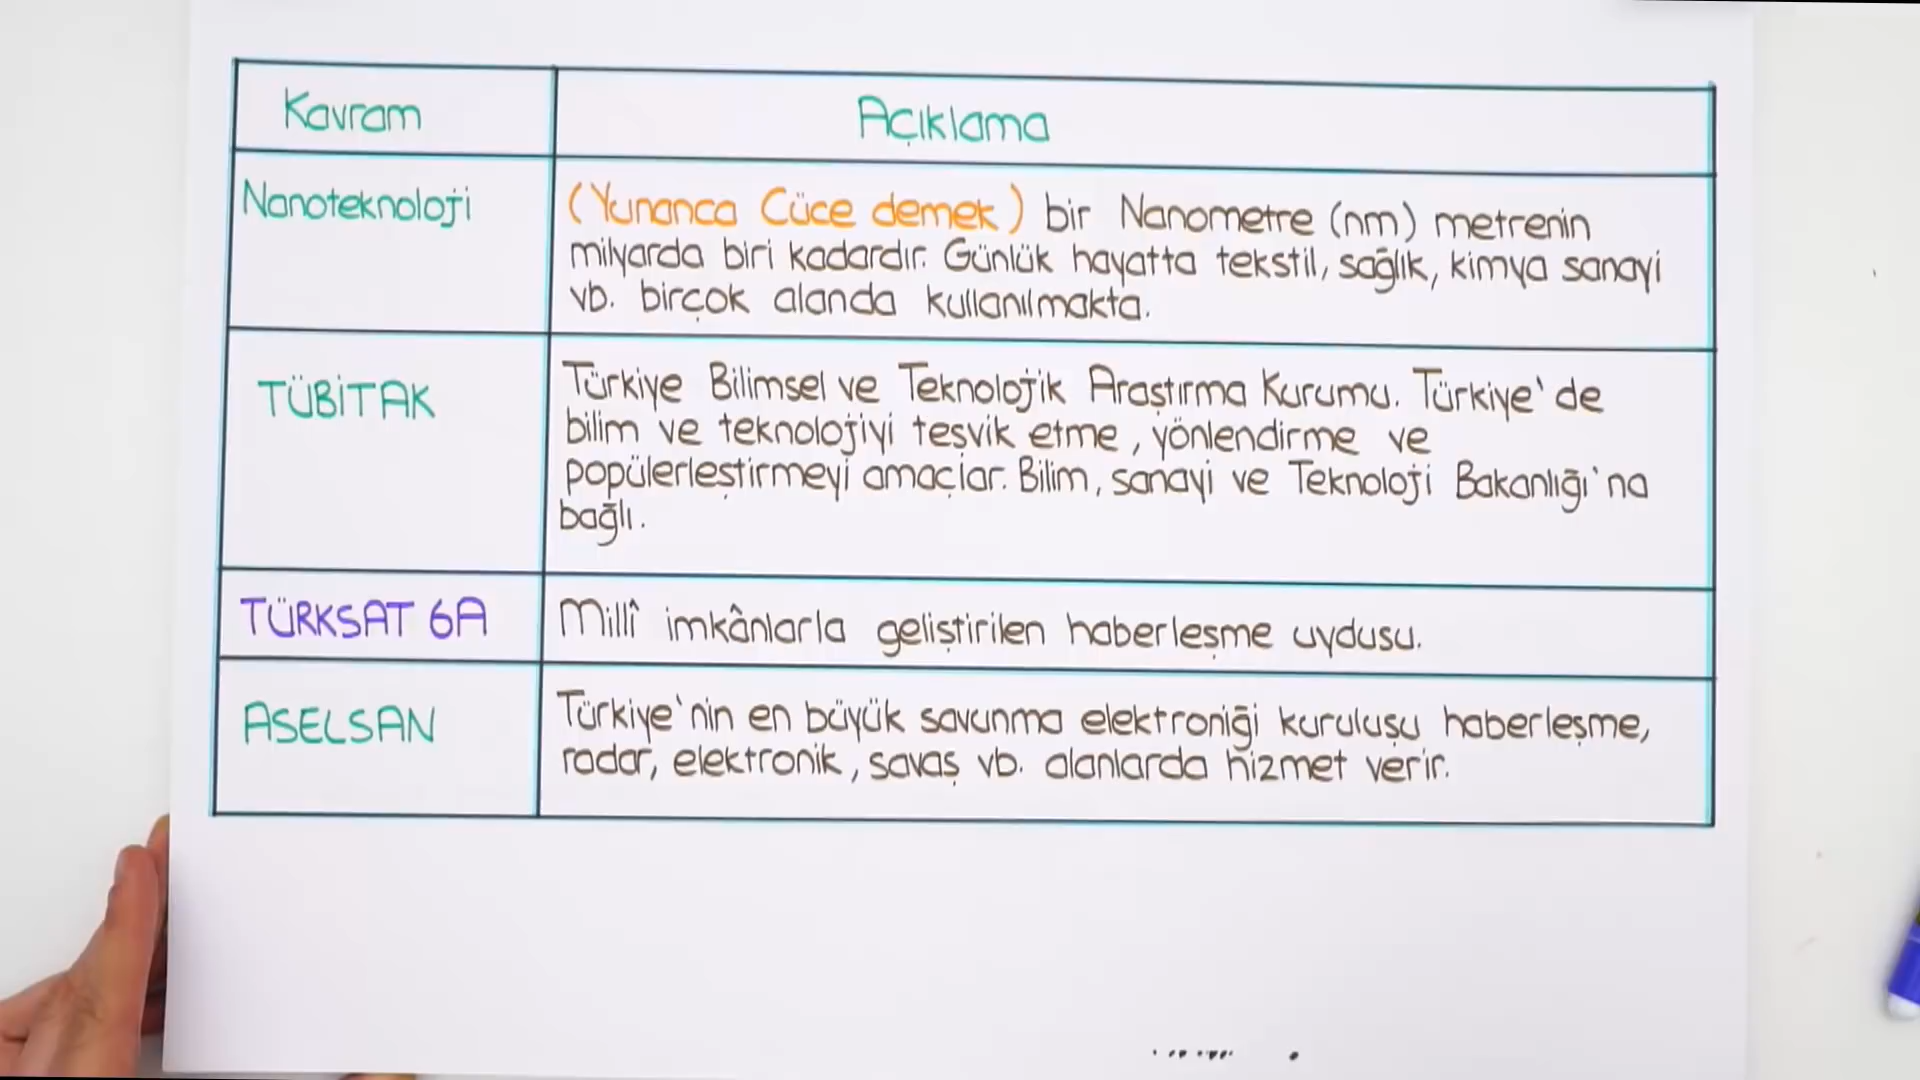 Kavram
Açıklama
Nanoteknoloji
(Yunanca Cüce demek) bir Nanometre (nm) metrenin
milyarda biri kadardır. Günlük hayatta tekstil, sağlık, kimya sanayi
vb. birçok alanda kullanılmakta.
TÜBİTAK
Türkiye Bilimsel ve Teknolojik Araştırma Kurumu. Türkiye'de
bilim ve teknolojiyi teşvik etme, yönlendirme ve
popülerleştirmeyi amaçlar. Bilim, sanayi ve Teknoloji Bakanlığı'na
bağlı.
TÜRKSAT 6A
Millî imkânlarla geliştirilen haberleşme uydusu.
ASELSAN
Türkiye'nin en büyük savunma elektroniği kuruluşu haberleşme,
radar, elektronik, savaş vb. alanlarda hizmet verir.